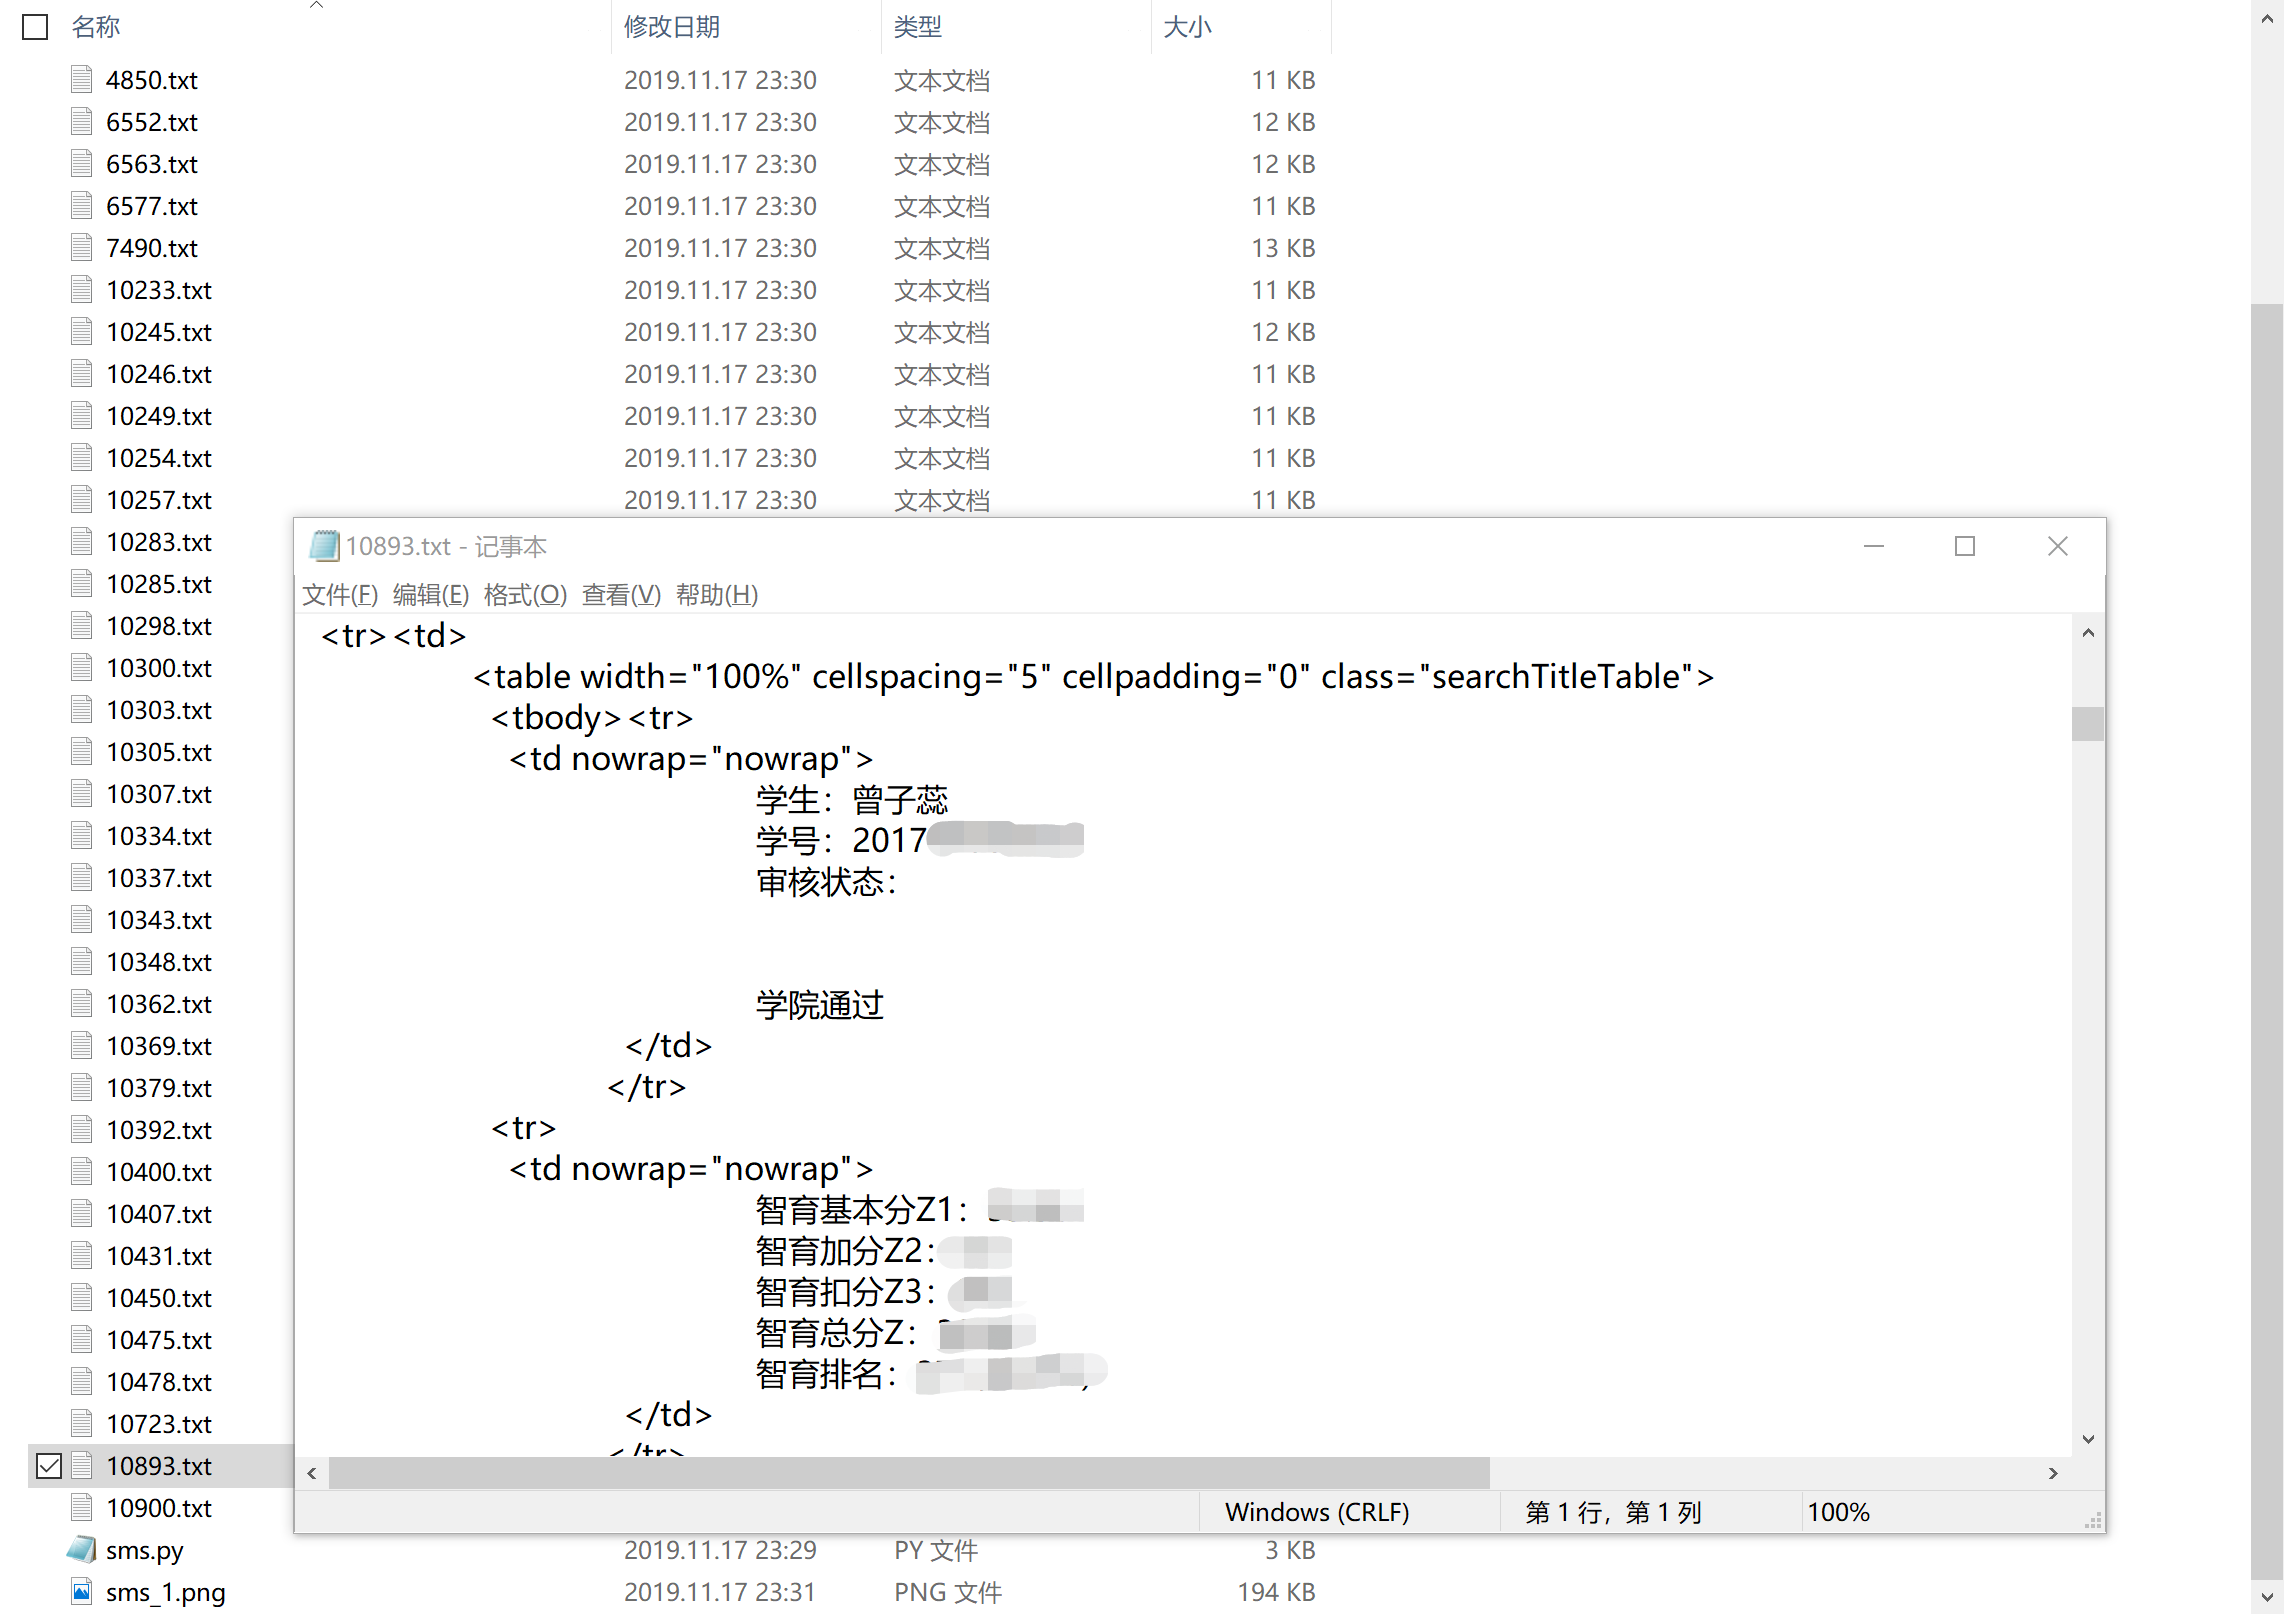 名称 修改日期 类型 大小
4850.txt 2019.11.17 23:30 文本文档 11 KB
6552.txt 2019.11.17 23:30 文本文档 12 KB
6563.txt 2019.11.17 23:30 文本文档 12 KB
6577.txt 2019.11.17 23:30 文本文档 11 KB
7490.txt 2019.11.17 23:30 文本文档 13 KB
10233.txt 2019.11.17 23:30 文本文档 11 KB
10245.txt 2019.11.17 23:30 文本文档 12 KB
10246.txt 2019.11.17 23:30 文本文档 11 KB
10249.txt 2019.11.17 23:30 文本文档 11 KB
10254.txt 2019.11.17 23:30 文本文档 11 KB
10257.txt 2019.11.17 23:30 文本文档 11 KB
10283.txt
10285.txt
10298.txt
10300.txt
10303.txt
10305.txt
10307.txt
10334.txt
10337.txt
10343.txt
10348.txt
10362.txt
10369.txt
10379.txt
10392.txt
10400.txt
10407.txt
10431.txt
10450.txt
10475.txt
10478.txt
10723.txt
10893.txt
10900.txt
sms.py 2019.11.17 23:29 PY 文件 3 KB
sms_1.png 2019.11.17 23:31 PNG 文件 194 KB
10893.txt - 记事本
文件(F) 编辑(E) 格式(O) 查看(V) 帮助(H)
<tr><td>
<table width="100%" cellspacing="5" cellpadding="0" class="searchTitleTable">
<tbody><tr>
<td nowrap="nowrap">
学生：曾子蕊
学号：2017
审核状态：
学院通过
</td>
</tr>
<tr>
<td nowrap="nowrap">
智育基本分Z1：
智育加分Z2：
智育扣分Z3：
智育总分Z：
智育排名：
</td>
</tr>
Windows (CRLF) 第 1 行，第 1 列 100%